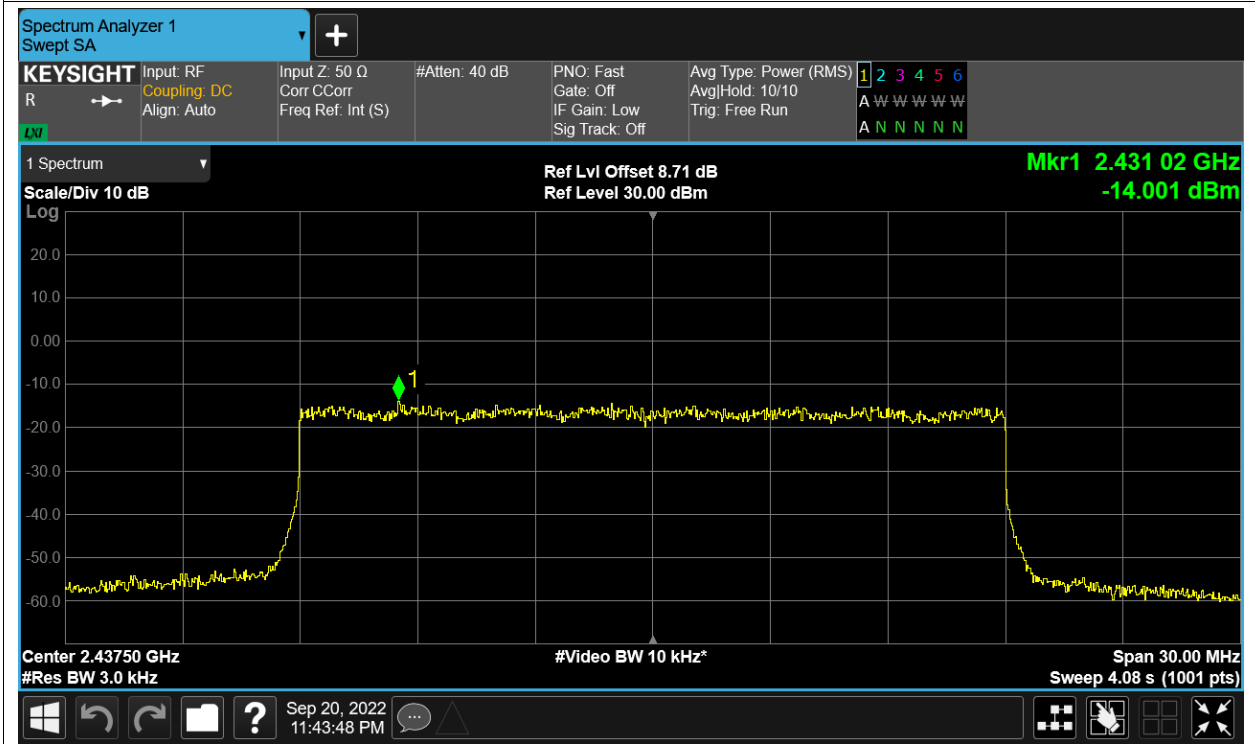 Spectrum Analyzer 1
Swept SA
KEYSIGHT
R
LXI
Input: RF
Coupling: DC
Align: Auto
Input Z: 50 Ω
Corr CCorr
Freq Ref: Int (S)
#Atten: 40 dB
PNO: Fast
Gate: Off
IF Gain: Low
Sig Track: Off
Avg Type: Power (RMS)
Avg|Hold: 10/10
Trig: Free Run
1 2 3 4 5 6
A W W W W W
A N N N N N
1 Spectrum
Scale/Div 10 dB
Log
Ref Lvl Offset 8.71 dB
Ref Level 30.00 dBm
Mkr1 2.431 02 GHz
-14.001 dBm
20.0
10.0
0.00
-10.0
-20.0
-30.0
-40.0
-50.0
-60.0
1
Center 2.43750 GHz
#Res BW 3.0 kHz
#Video BW 10 kHz*
Span 30.00 MHz
Sweep 4.08 s (1001 pts)
?
Sep 20, 2022
11:43:48 PM